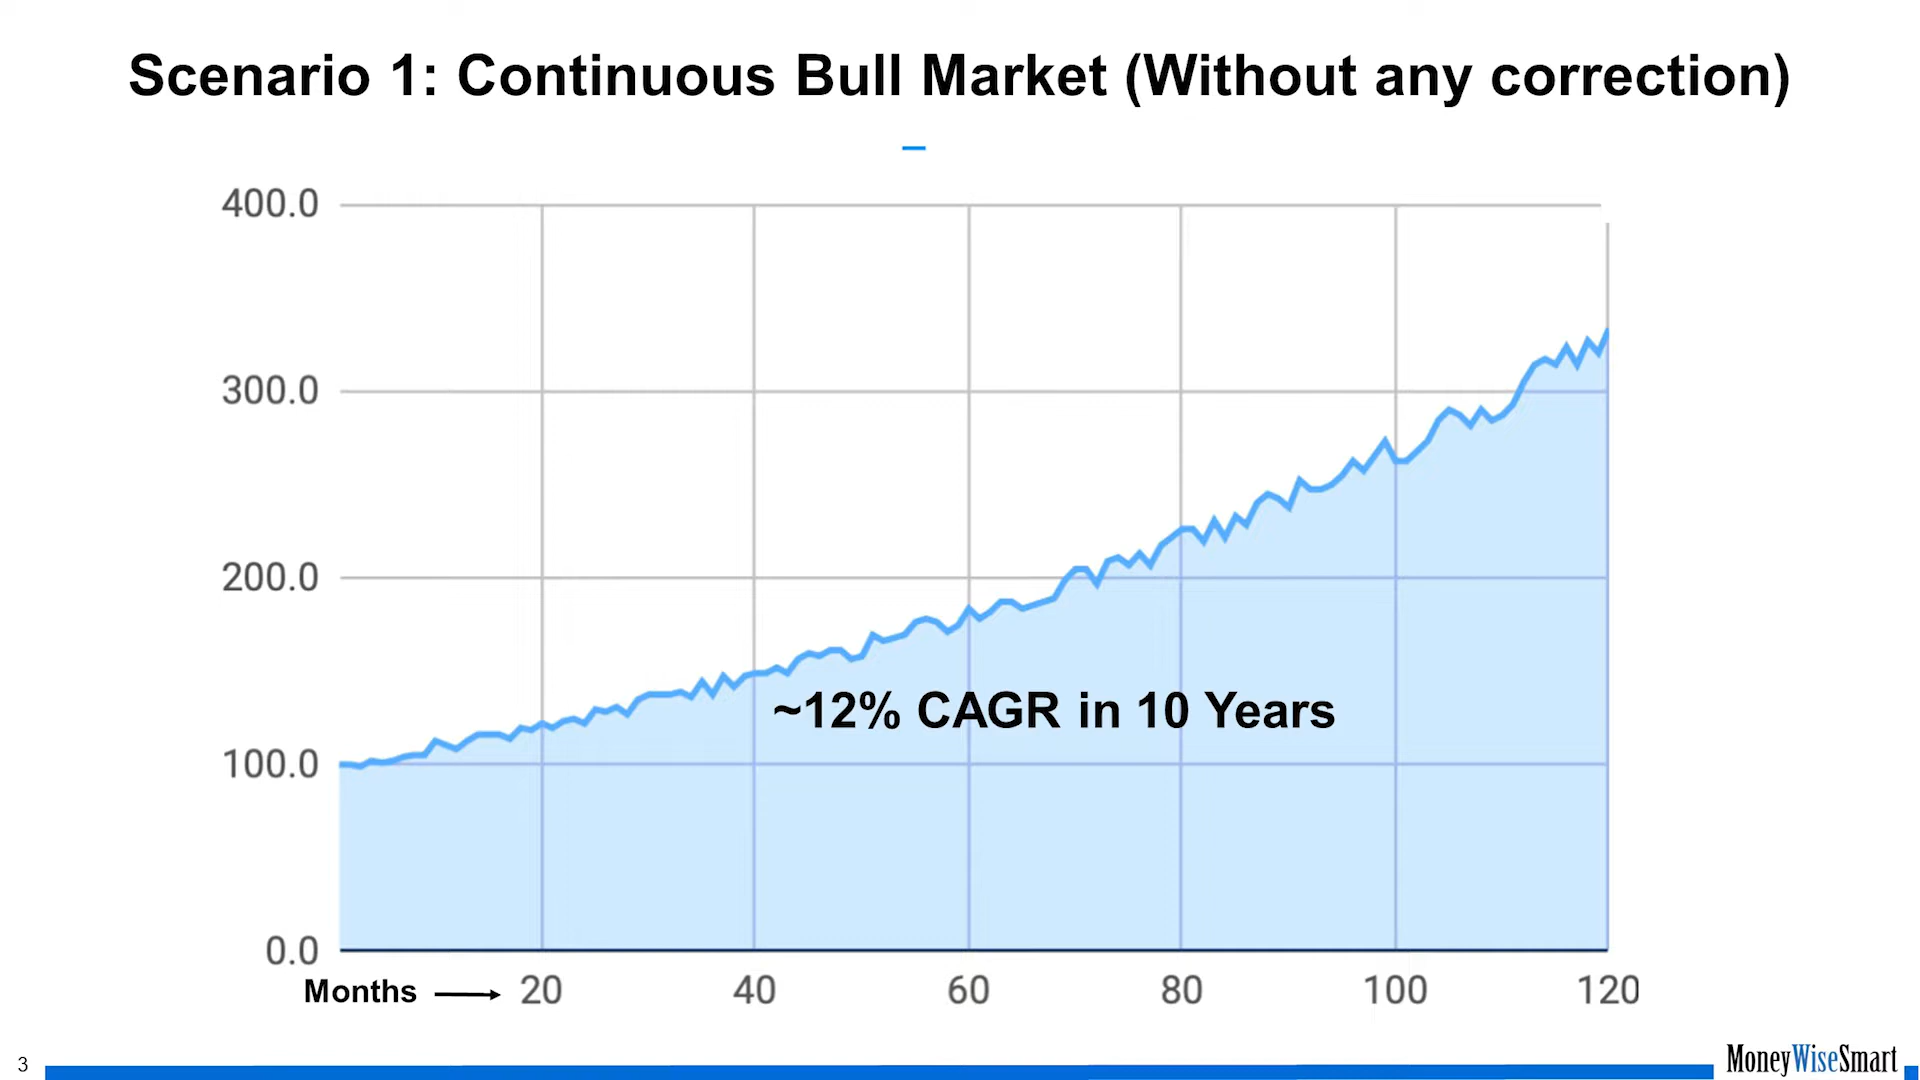 Scenario 1: Continuous Bull Market (Without any correction)
400.0
300.0
200.0
100.0
0.0
~12% CAGR in 10 Years
Months 20 40 60 80 100 120
3
MoneyWiseSmart